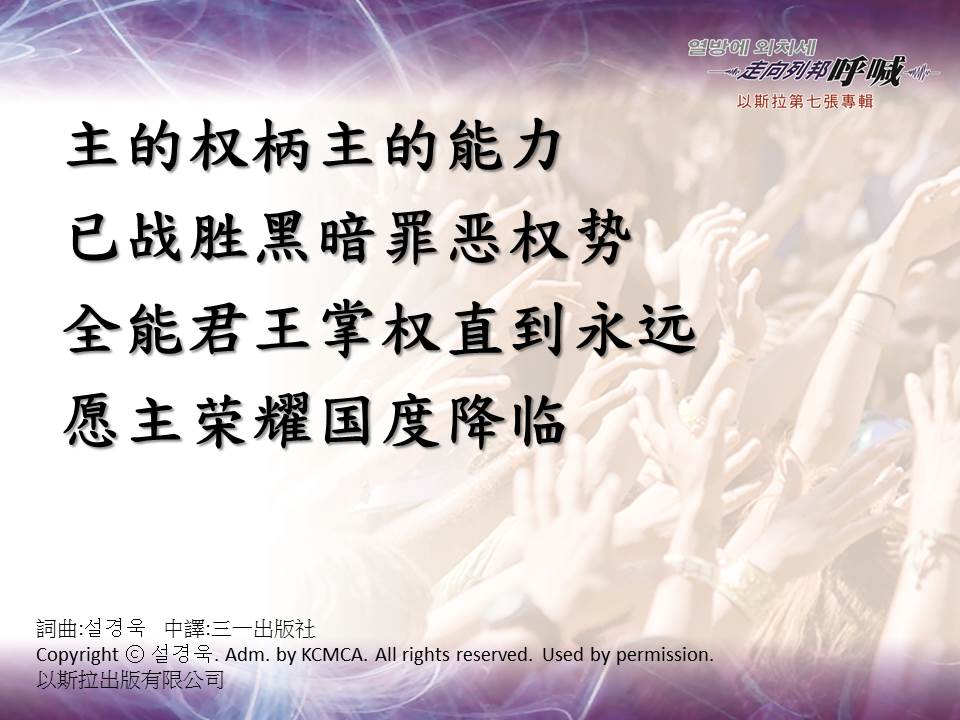 열방에 외치세
走向列邦呼喊
以斯拉第七張專輯
主的权柄主的能力
已战胜黑暗罪恶权势
全能君王掌权直到永远
愿主荣耀国度降临
詞曲:설경욱 中譯:三一出版社
Copyright ⓒ 설경욱. Adm. by KCMCA. All rights reserved. Used by permission.
以斯拉出版有限公司